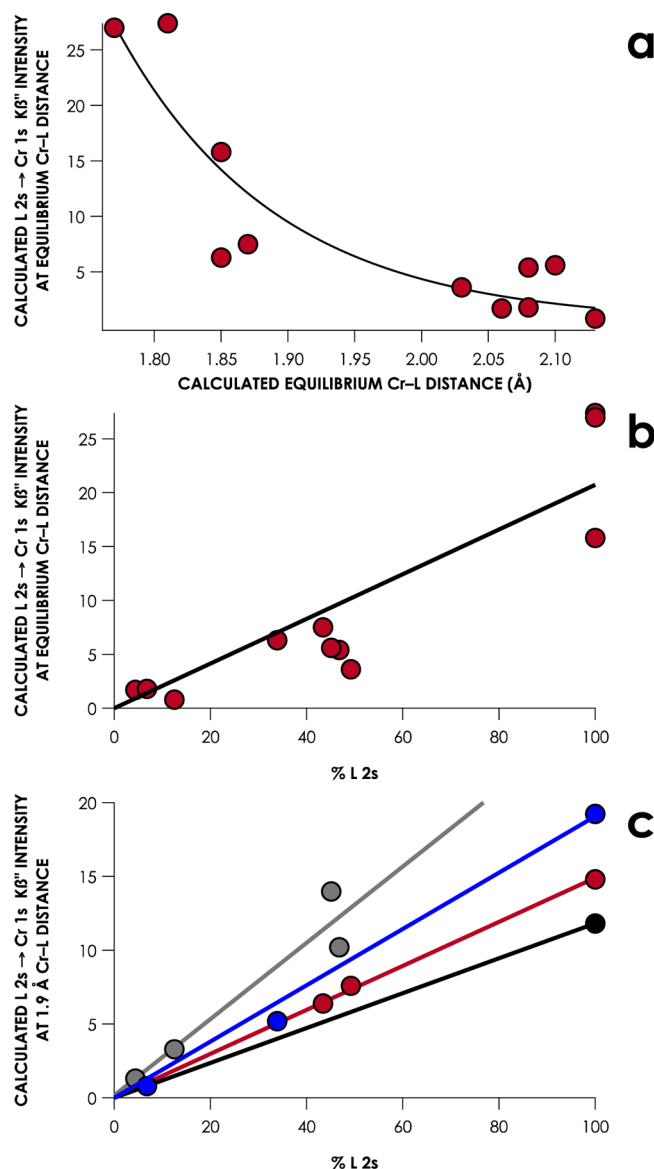 a
CALCULATED L 2s → Cr 1s Kß" INTENSITY
AT EQUILIBRIUM Cr–L DISTANCE
25
20
15
10
5
1.80 1.85 1.90 1.95 2.00 2.05 2.10
CALCULATED EQUILIBRIUM Cr–L DISTANCE (Å)
b
CALCULATED L 2s → Cr 1s Kß" INTENSITY
AT EQUILIBRIUM Cr–L DISTANCE
25
20
15
10
5
0
0 20 40 60 80 100
% L 2s
c
CALCULATED L 2s → Cr 1s Kß" INTENSITY
AT 1.9 Å Cr–L DISTANCE
20
15
10
5
0
0 20 40 60 80 100
% L 2s